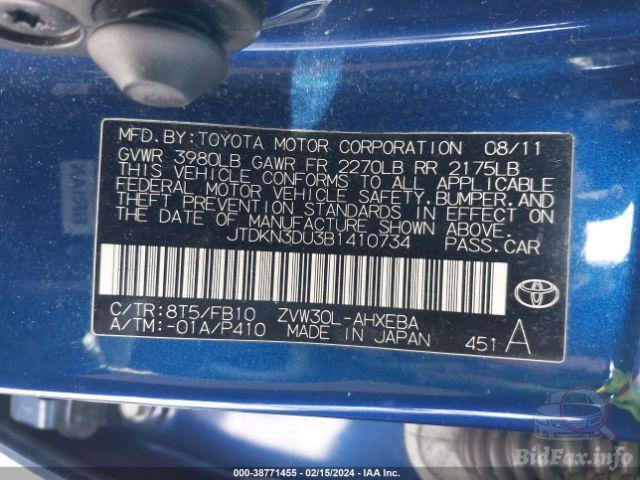 MFD. BY: TOYOTA MOTOR CORPORATION 08/11
GVWR 3980LB GAWR FR 2270LB RR 2175LB
THIS VEHICLE CONFORMS TO ALL APPLICABLE
FEDERAL MOTOR VEHICLE SAFETY, BUMPER, AND
THEFT PREVENTION STANDARDS IN EFFECT ON
THE DATE OF MANUFACTURE SHOWN ABOVE.
JTDKN3DU3B1410734 PASS. CAR
C/TR: 8T5/FB10 ZVW30L-AHXEBA
A/TM: -01A/P410 MADE IN JAPAN 451 A
BidFax.info
000-38771455 - 02/15/2024 - IAA Inc.